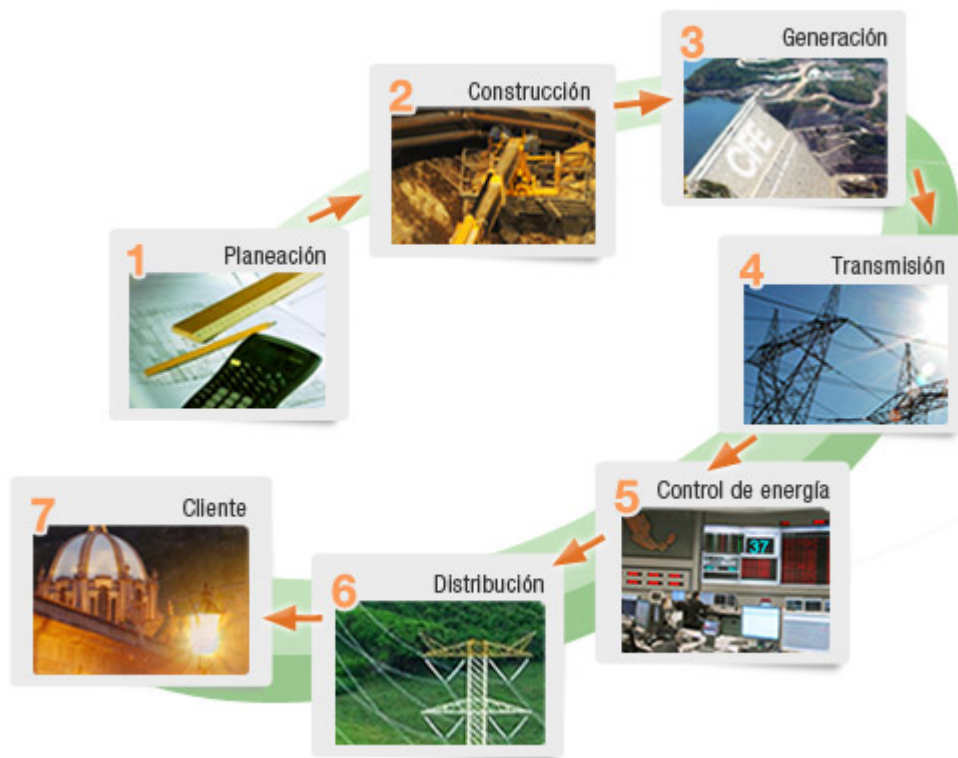 1
Planeación
2
Construcción
3
Generación
CFE
4
Transmisión
5
Control de energía
37
6
Distribución
7
Cliente